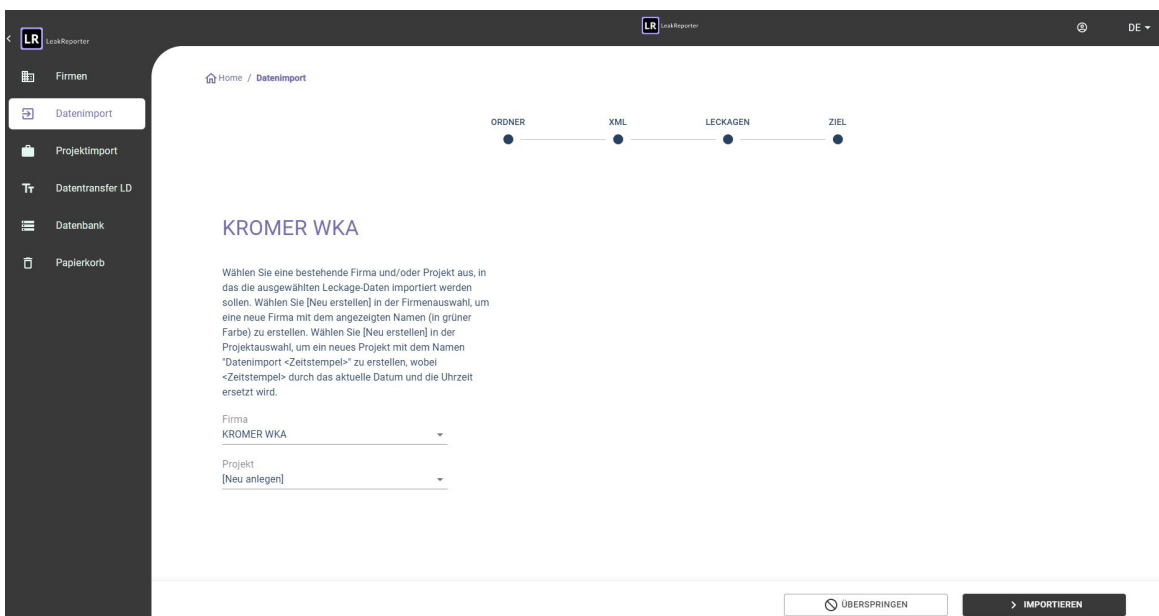 LR LeakReporter
LR LeakReporter
DE
Firmen
Datenimport
Projektimport
Datentransfer LD
Datenbank
Papierkorb
Home / Datenimport
ORDNER XML LECKAGEN ZIEL
KROMER WKA
Wählen Sie eine bestehende Firma und/oder Projekt aus, in
das die ausgewählten Leckage-Daten importiert werden
sollen. Wählen Sie [Neu erstellen] in der Firmenauswahl, um
eine neue Firma mit dem angezeigten Namen (in grüner
Farbe) zu erstellen. Wählen Sie [Neu erstellen] in der
Projektauswahl, um ein neues Projekt mit dem Namen
"Datenimport <Zeitstempel>" zu erstellen, wobei
<Zeitstempel> durch das aktuelle Datum und die Uhrzeit
ersetzt wird.
Firma
KROMER WKA
Projekt
[Neu anlegen]
ÜBERSPRINGEN
IMPORTIEREN